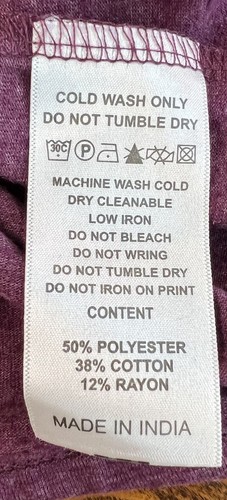 COLD WASH ONLY
DO NOT TUMBLE DRY
30C P
MACHINE WASH COLD
DRY CLEANABLE
LOW IRON
DO NOT BLEACH
DO NOT WRING
DO NOT TUMBLE DRY
DO NOT IRON ON PRINT
CONTENT
50% POLYESTER
38% COTTON
12% RAYON
MADE IN INDIA